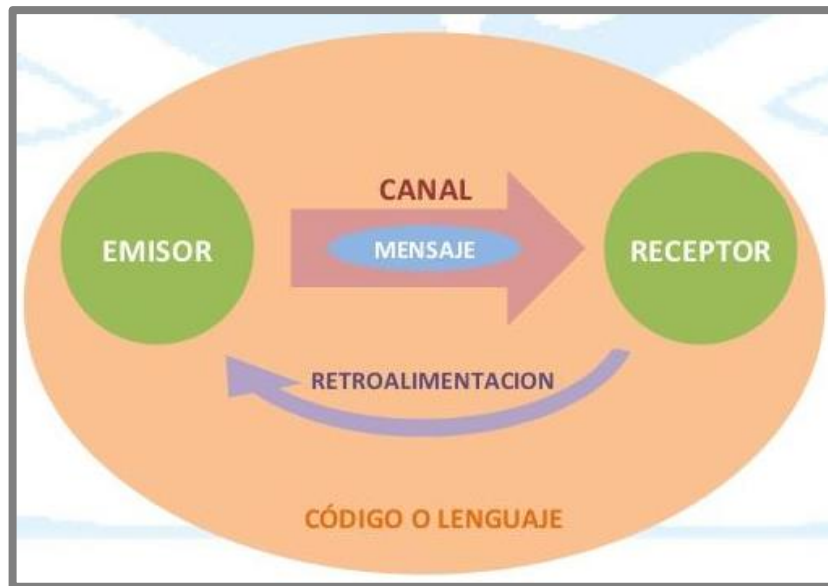 CANAL
EMISOR
MENSAJE
RECEPTOR
RETROALIMENTACION
CÓDIGO O LENGUAJE